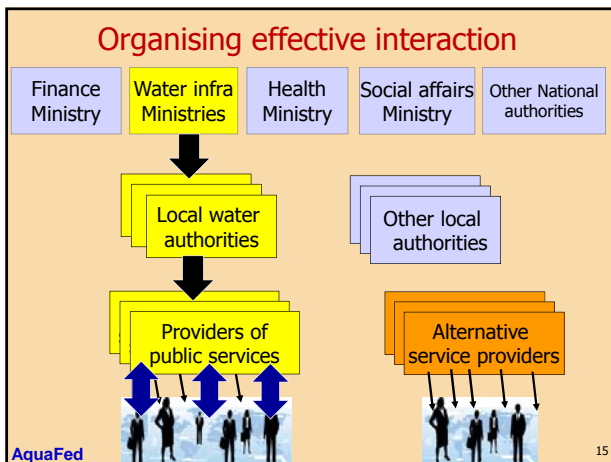 Organising effective interaction
Finance
Ministry
Water infra
Ministries
Health
Ministry
Social affairs
Ministry
Other National
authorities
Local water
authorities
Other local
authorities
Providers of
public services
Alternative
service providers
AquaFed
15